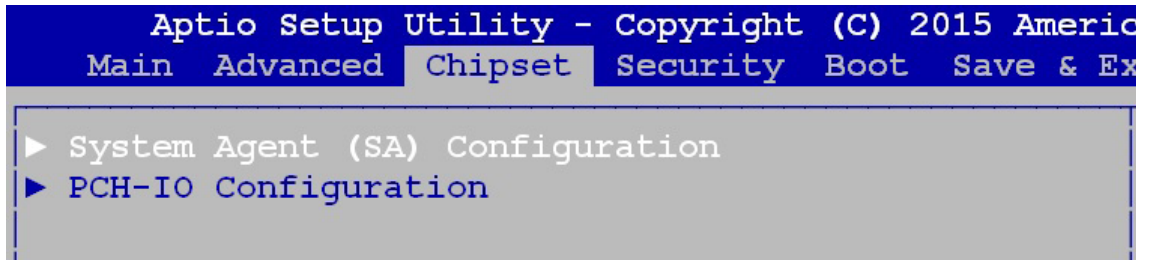 Aptio Setup Utility - Copyright (C) 2015 Americ
Main Advanced Chipset Security Boot Save & Ex
► System Agent (SA) Configuration
► PCH-IO Configuration